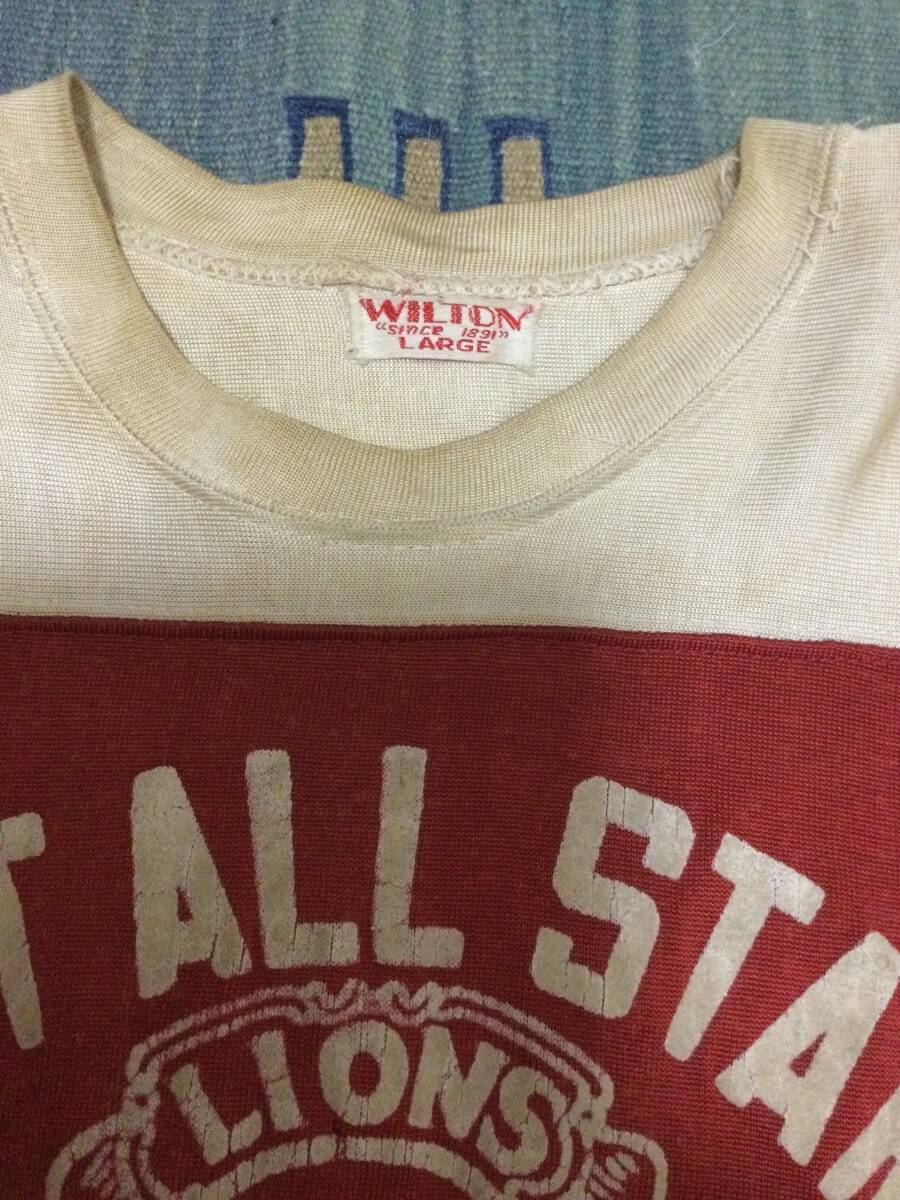 WILTON
"since 1891"
LARGE
T ALL STA
LIONS